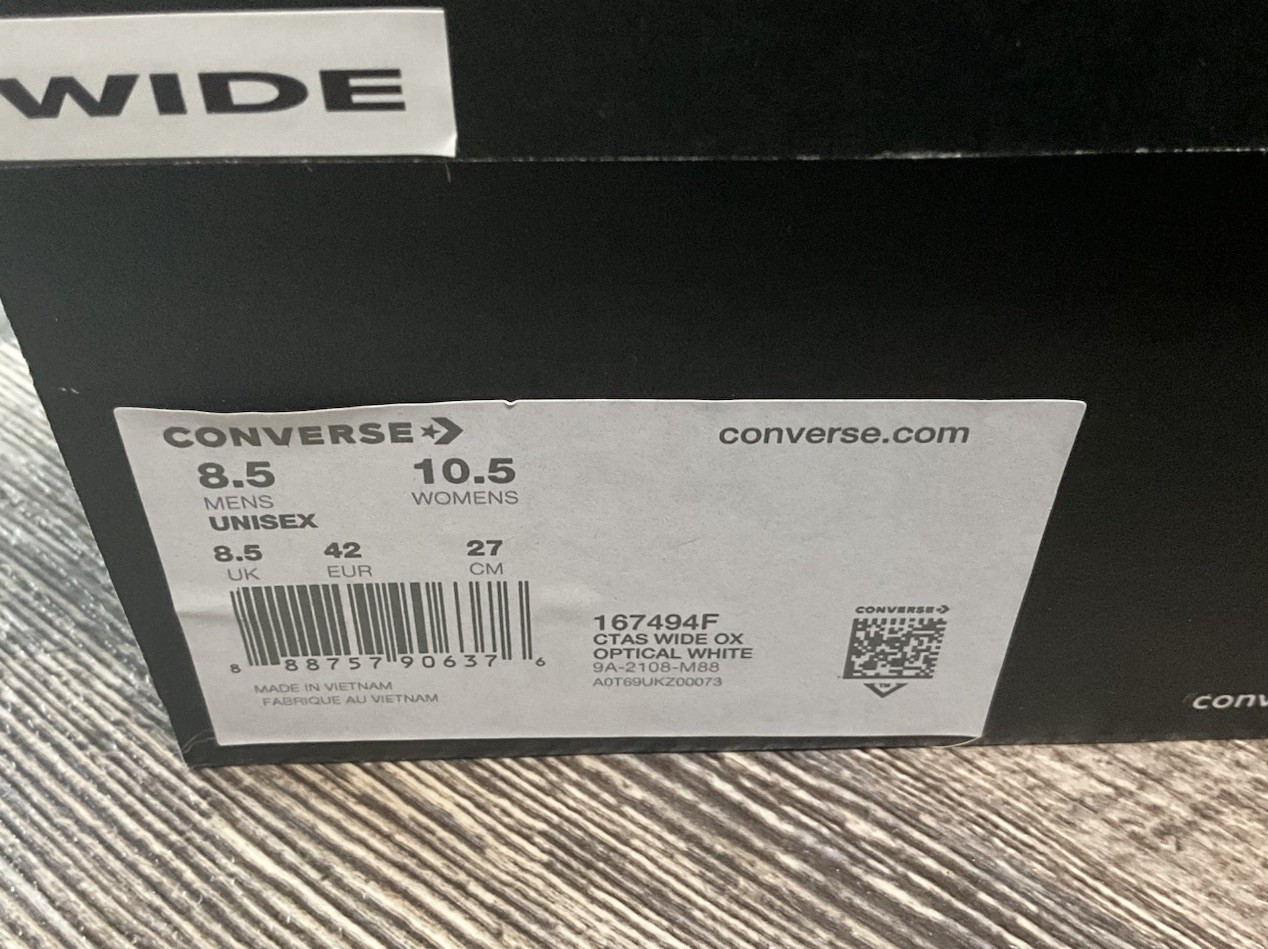 WIDE
CONVERSE
converse.com
8.5 10.5
MENS WOMENS
UNISEX
8.5 42 27
UK EUR CM
8 88757 90637 6
MADE IN VIETNAM
FABRIQUE AU VIETNAM
167494F
CTAS WIDE OX
OPTICAL WHITE
9A-2108-M88
A0T69UKZ00073
CONVERSE
TM
conv